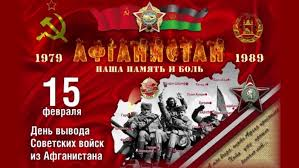 1979 АФГАНИСТАН 1989
НАША ПАМЯТЬ И БОЛЬ
15
февраля
День вывода
Советских войск
из Афганистана